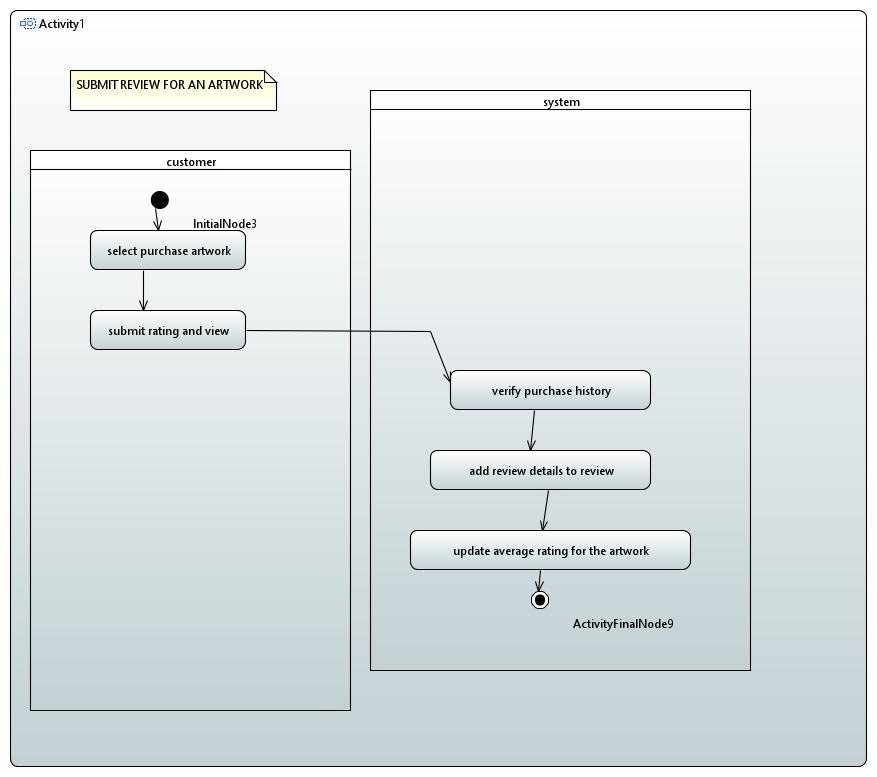 Activity1
SUBMIT REVIEW FOR AN ARTWORK
system
customer
InitialNode3
select purchase artwork
submit rating and view
verify purchase history
add review details to review
update average rating for the artwork
ActivityFinalNode9